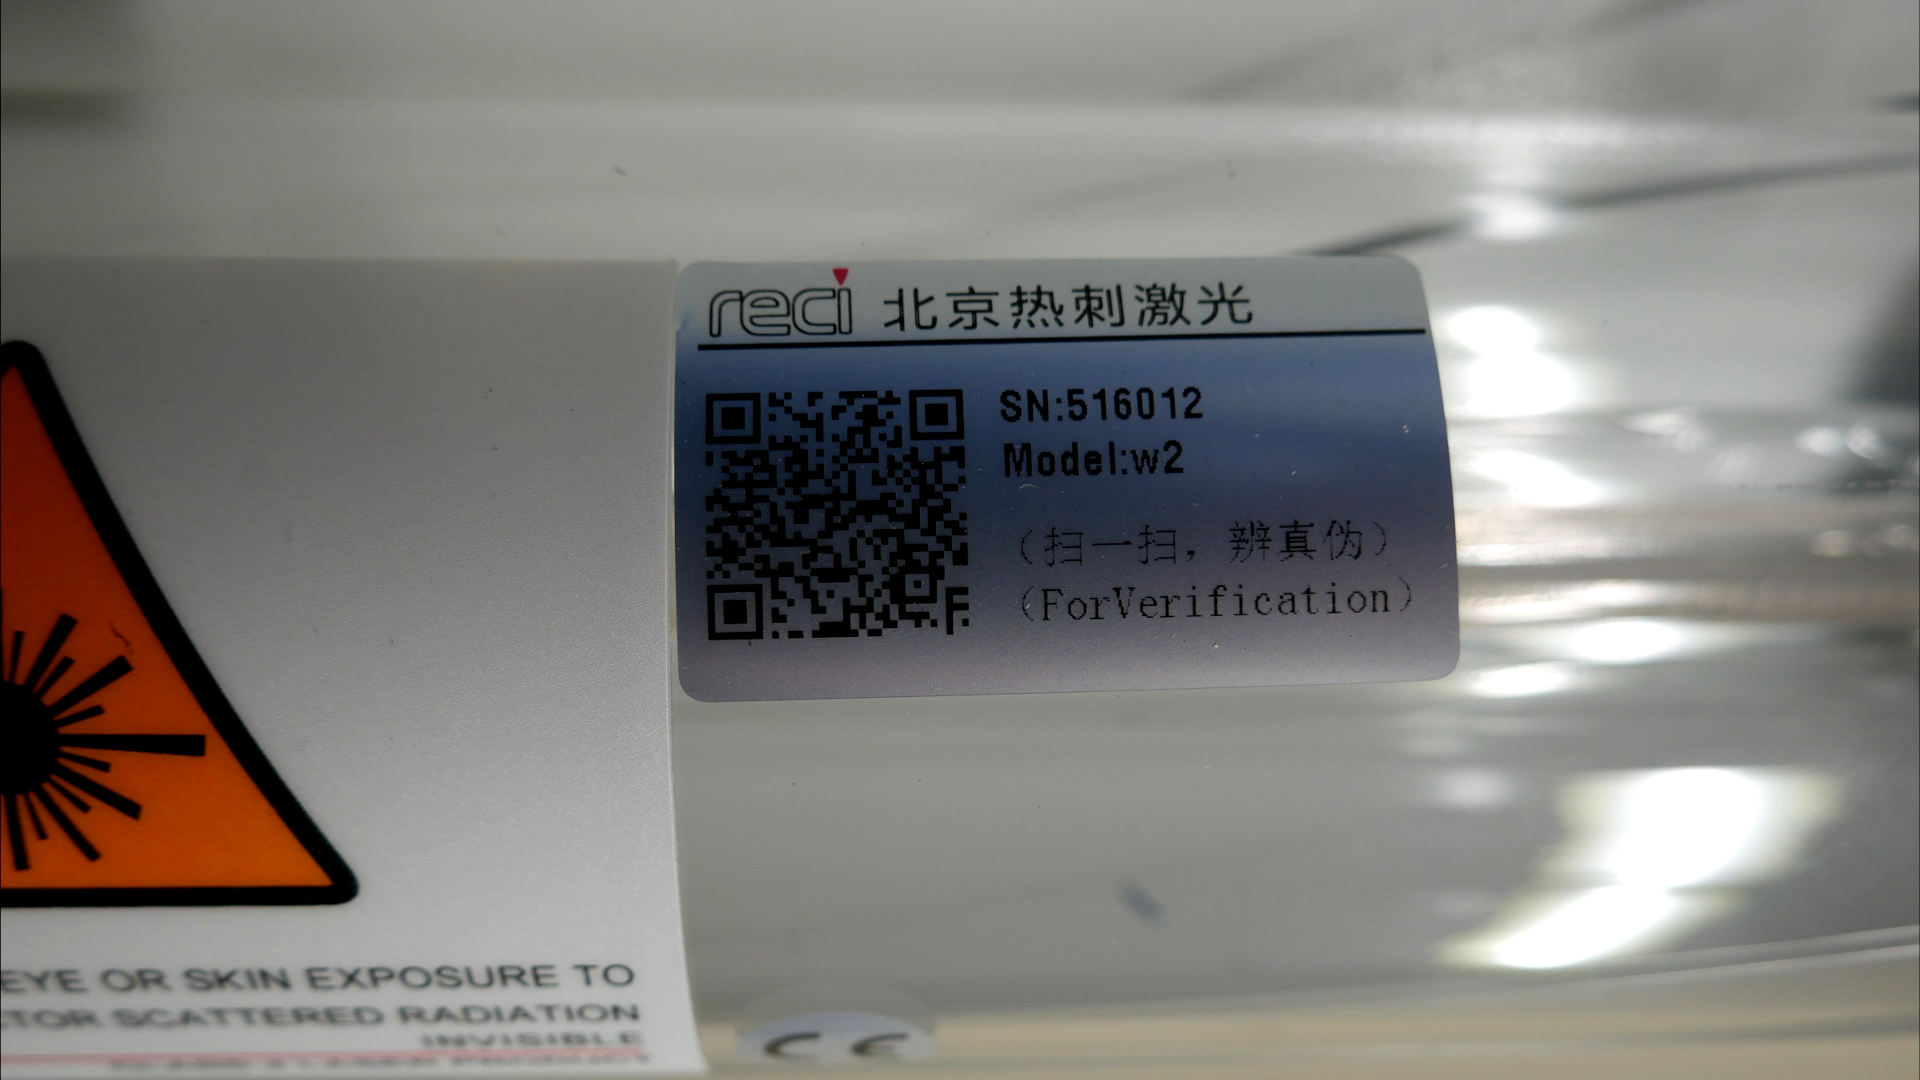 reci 北京热刺激光
SN:516012
Model:w2
(扫一扫，辨真伪)
(ForVerification)
EYE OR SKIN EXPOSURE TO
SCATTERED RADIATION
INVISIBLE
CE